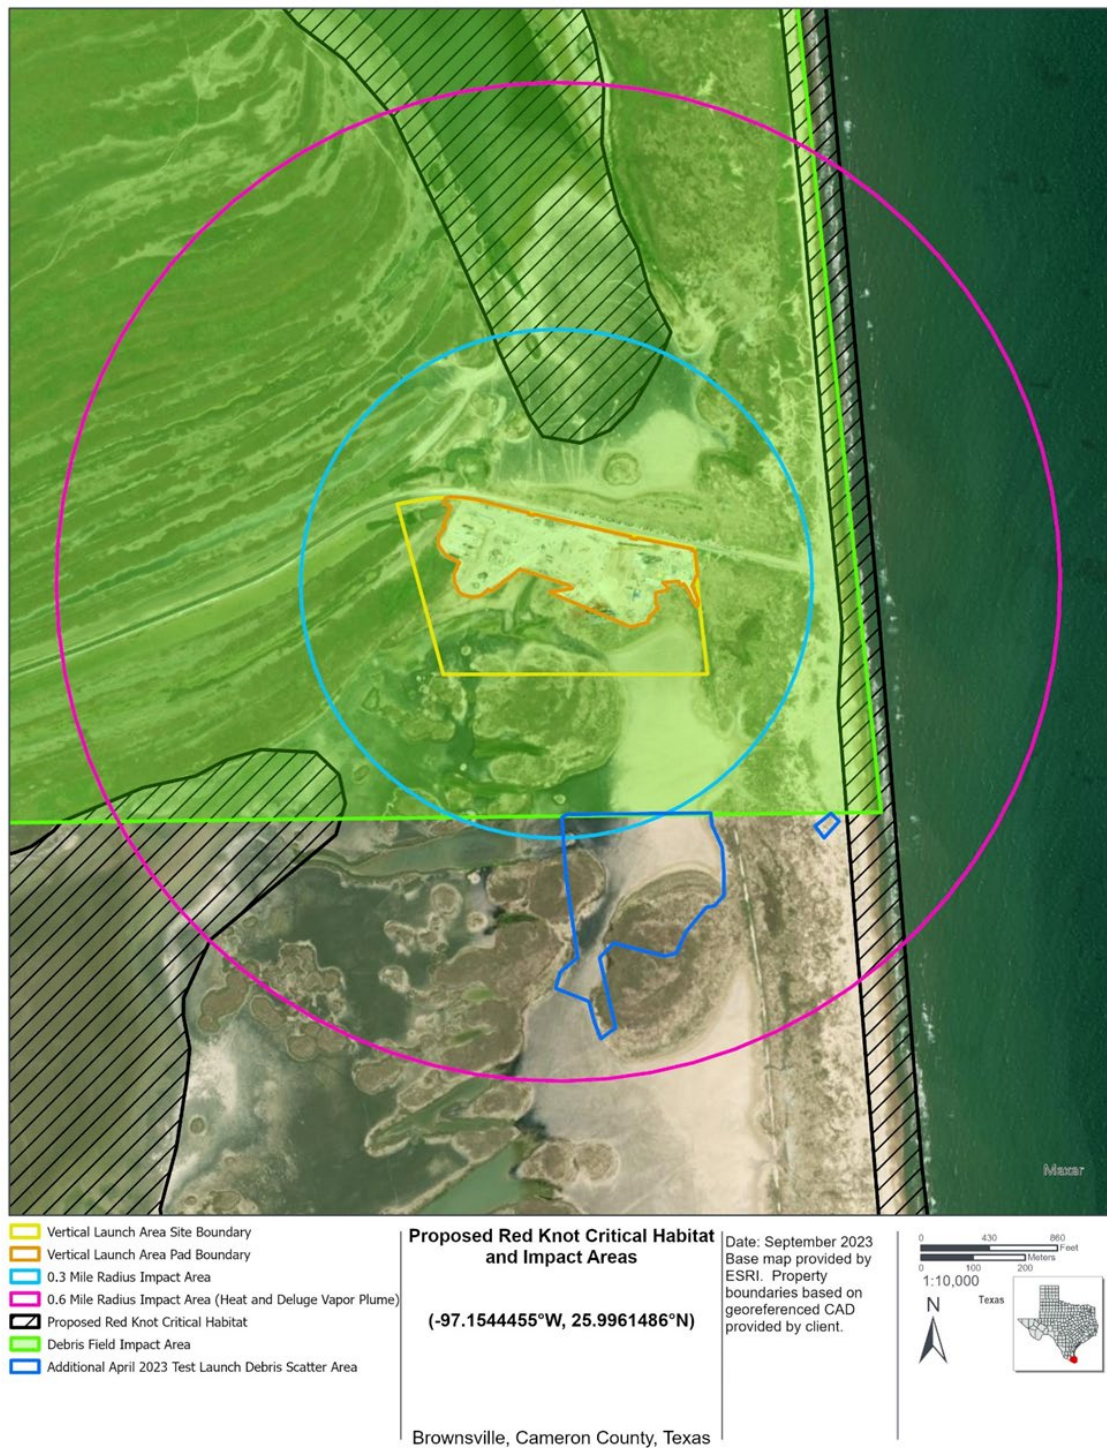 Maxar
Vertical Launch Area Site Boundary
Vertical Launch Area Pad Boundary
0.3 Mile Radius Impact Area
0.6 Mile Radius Impact Area (Heat and Deluge Vapor Plume)
Proposed Red Knot Critical Habitat
Debris Field Impact Area
Additional April 2023 Test Launch Debris Scatter Area
Proposed Red Knot Critical Habitat
and Impact Areas
(-97.1544455°W, 25.9961486°N)
Brownsville, Cameron County, Texas
Date: September 2023
Base map provided by
ESRI. Property
boundaries based on
georeferenced CAD
provided by client.
0 430 860
Feet
Meters
0 100 200
1:10,000
N
Texas